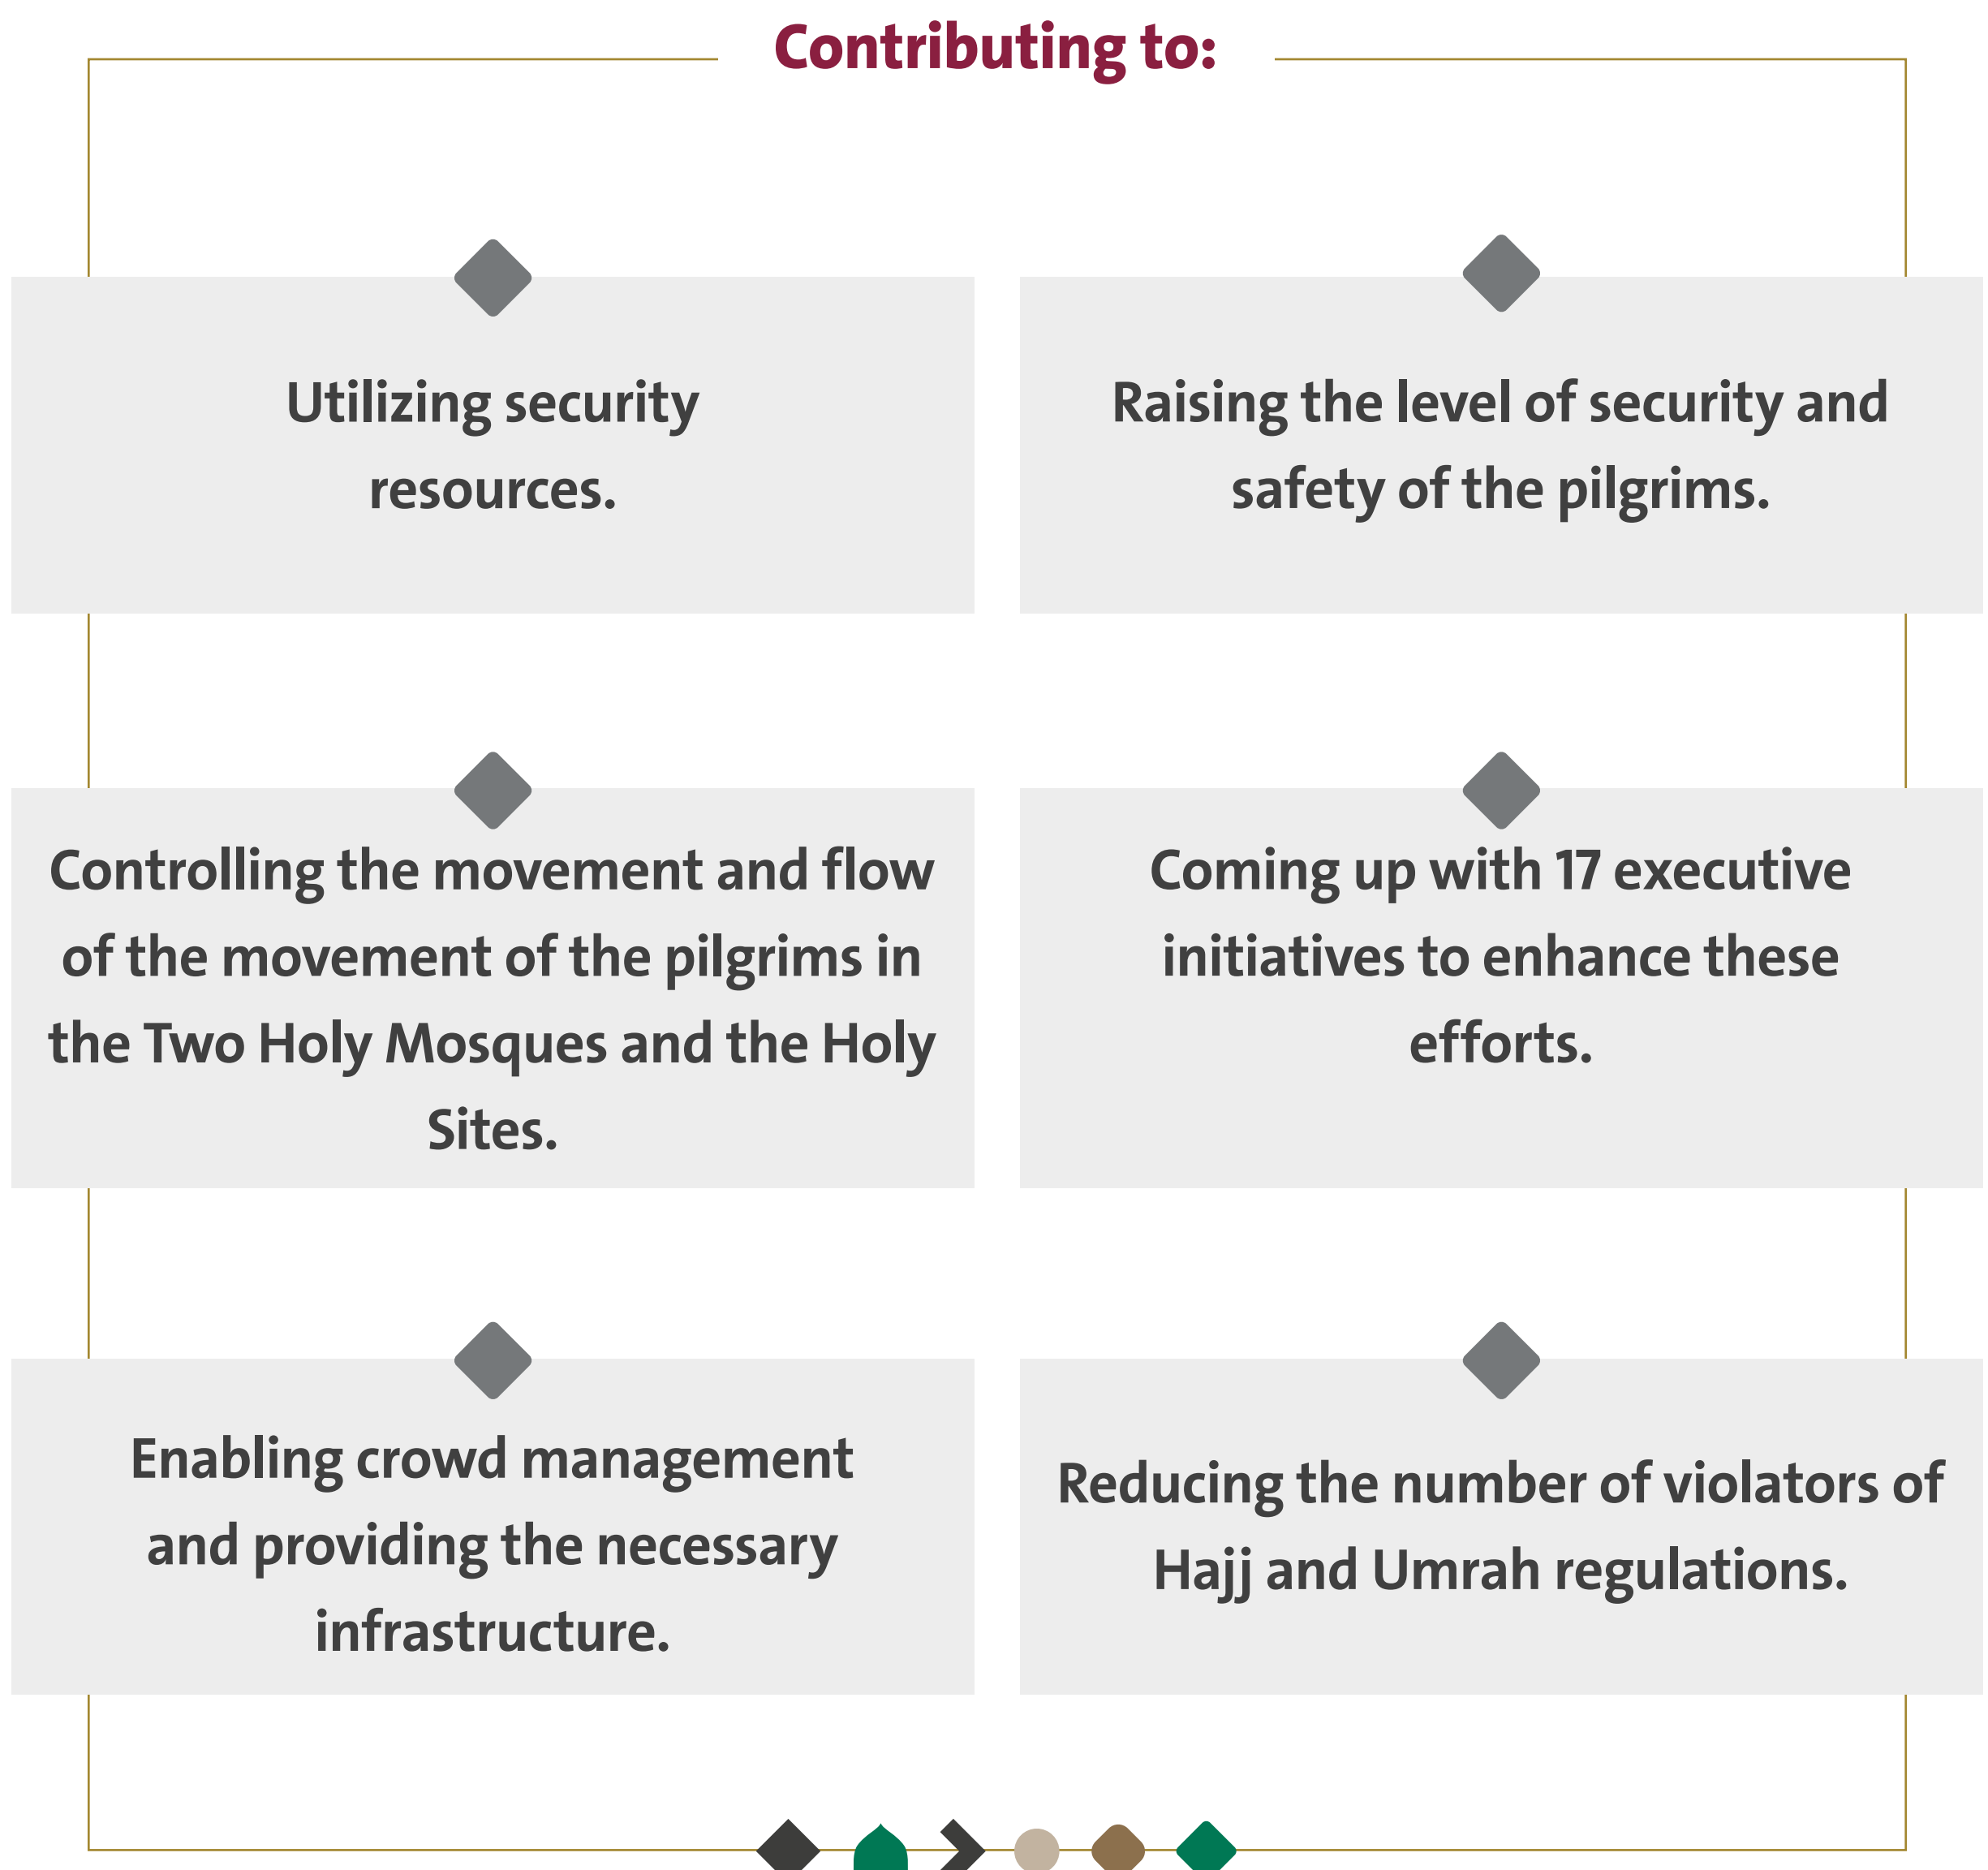 Contributing to:
Utilizing security
resources.
Raising the level of security and
safety of the pilgrims.
Controlling the movement and flow
of the movement of the pilgrims in
the Two Holy Mosques and the Holy
Sites.
Coming up with 17 executive
initiatives to enhance these
efforts.
Enabling crowd management
and providing the necessary
infrastructure.
Reducing the number of violators of
Hajj and Umrah regulations.